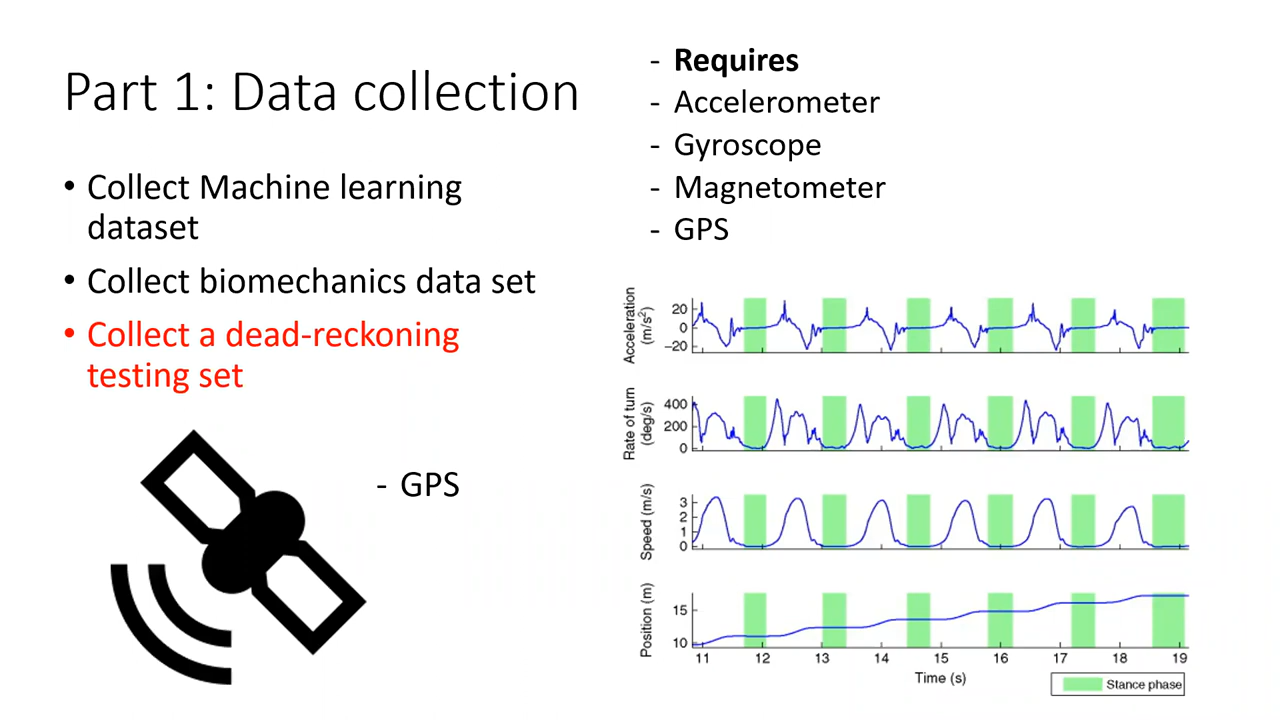 Part 1: Data collection
• Collect Machine learning
dataset
• Collect biomechanics data set
• Collect a dead-reckoning
testing set
- GPS
- Requires
- Accelerometer
- Gyroscope
- Magnetometer
- GPS
Acceleration
(m/s²)
20
0
−20
Rate of turn
(deg/s)
400
200
0
Speed (m/s)
3
2
1
0
Position (m)
15
10
11 12 13 14 15 16 17 18 19
Time (s)
Stance phase